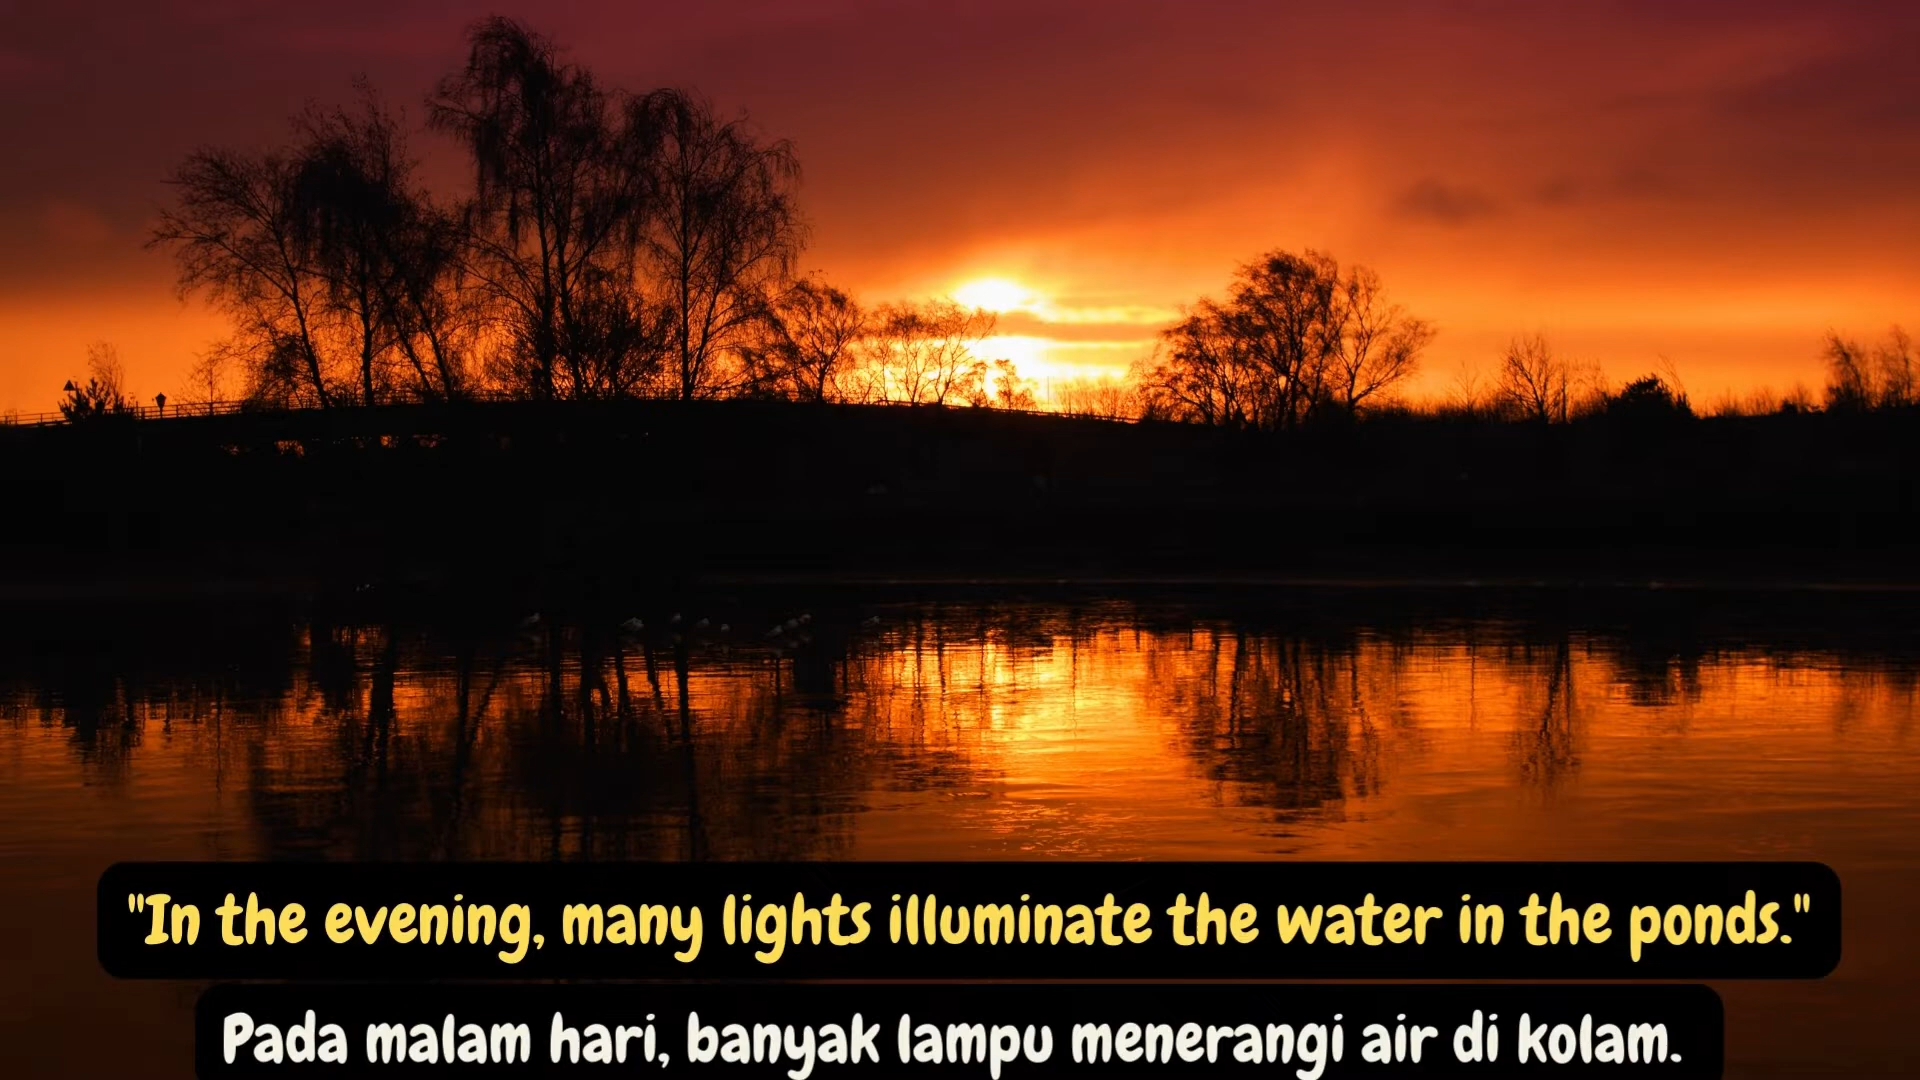 "In the evening, many lights illuminate the water in the ponds."
Pada malam hari, banyak lampu menerangi air di kolam.